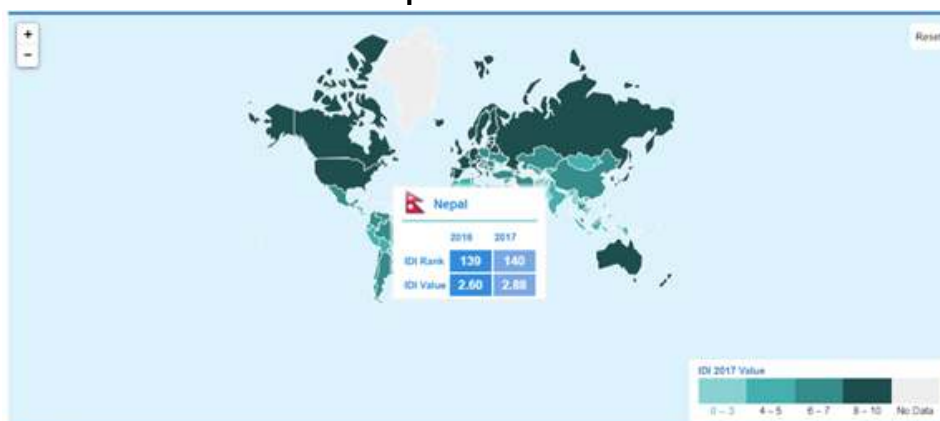 +
−
Reset
Nepal
2016 2017
IDI Rank 139 140
IDI Value 2.60 2.88
IDI 2017 Value
0 – 3 4 – 5 6 – 7 8 – 10 No Data